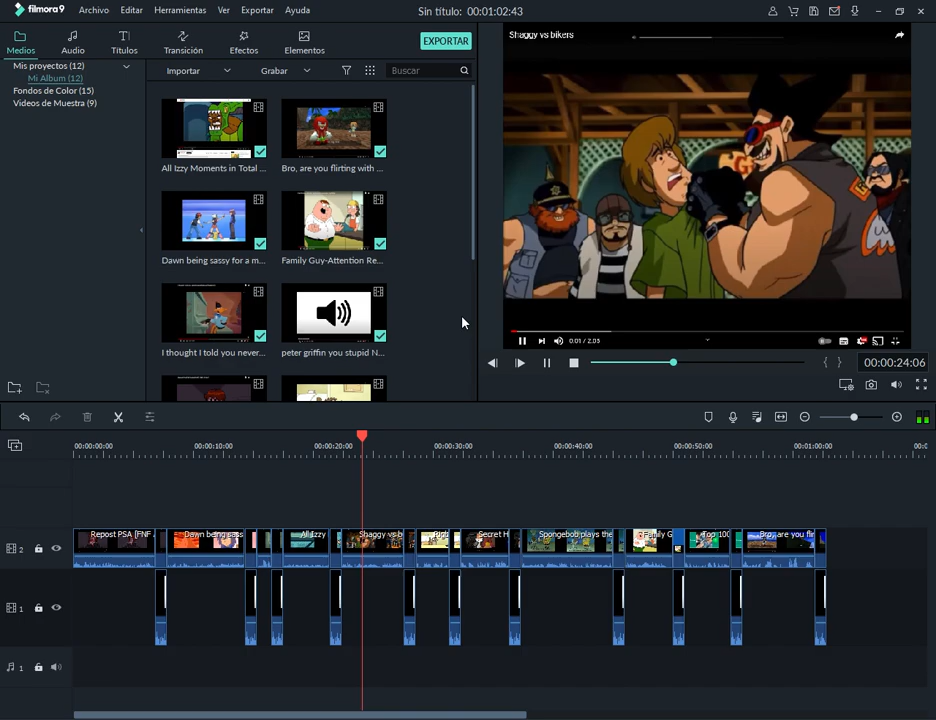 filmora9 Archivo Editar Herramientas Ver Exportar Ayuda Sin título: 00:01:02:43
Medios Audo Títulos Transición Efectos Elementos EXPORTAR
Mis proyectos (12)
Mi Album (12)
Fondos de Color (15)
Videos de Muestra (9)
Importar Grabar Buscar
All Izzy Moments in Total ... Bro, are you flirting with ...
Dawn being sassy for a m... Family Guy-Attention Re...
I thought I told you never... peter griffin you stupid N...
Shaggy vs bikers
0:01 / 2:05
00:00:24:06
00:00:00:00 00:00:10:00 00:00:20:00 00:00:30:00 00:00:40:00 00:00:50:00 00:01:00:00 00:0
2 Repost PSA [FNF Dawn being sass All Izzy Shaggy vs b Secret H Spongebob plays the Family G Top 100 Bro, are you flir
1
1